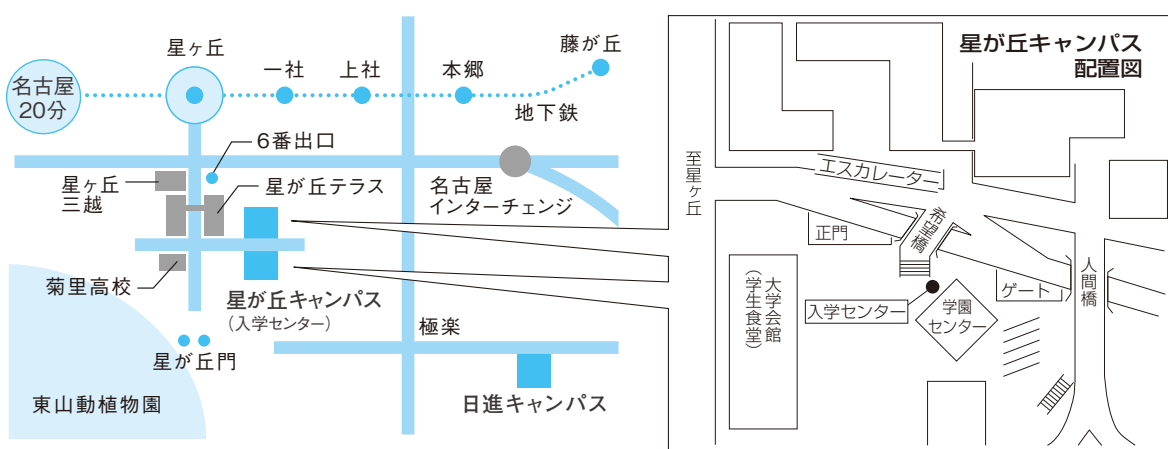 星ヶ丘
一社
上社
本郷
藤が丘
名古屋
20分
地下鉄
6番出口
星ヶ丘
三越
星が丘テラス
名古屋
インターチェンジ
菊里高校
星が丘キャンパス
(入学センター)
極楽
星が丘門
東山動植物園
日進キャンパス
星が丘キャンパス
配置図
至星ヶ丘
エスカレーター
正門
希望橋
人間橋
ゲート
入学センター
学園
センター
大学会館
(学生食堂)